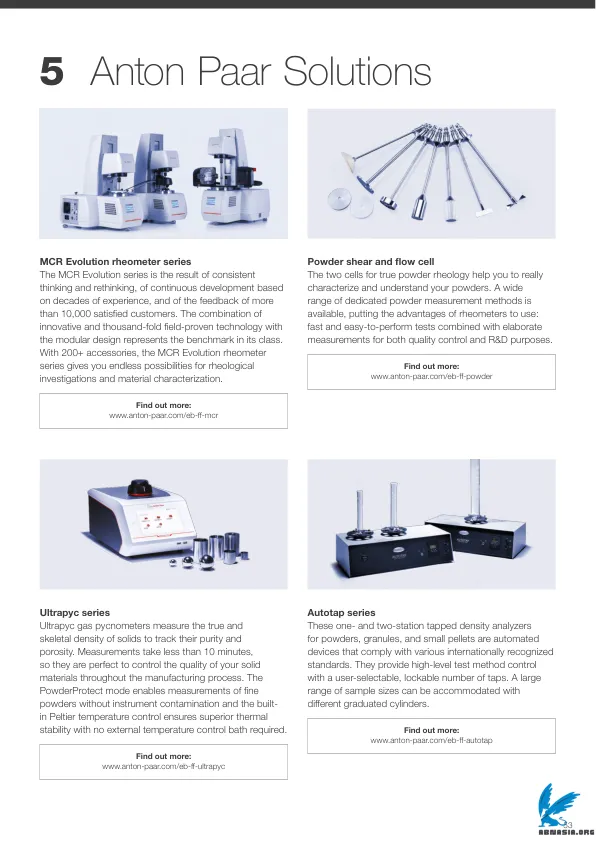 5 Anton Paar Solutions
MCR Evolution rheometer series
The MCR Evolution series is the result of consistent
thinking and rethinking, of continuous development based
on decades of experience, and of the feedback of more
than 10,000 satisfied customers. The combination of
innovative and thousand-fold field-proven technology with
the modular design represents the benchmark in its class.
With 200+ accessories, the MCR Evolution rheometer
series gives you endless possibilities for rheological
investigations and material characterization.
Find out more:
www.anton-paar.com/eb-ff-mcr
Powder shear and flow cell
The two cells for true powder rheology help you to really
characterize and understand your powders. A wide
range of dedicated powder measurement methods is
available, putting the advantages of rheometers to use:
fast and easy-to-perform tests combined with elaborate
measurements for both quality control and R&D purposes.
Find out more:
www.anton-paar.com/eb-ff-powder
Ultrapyc series
Ultrapyc gas pycnometers measure the true and
skeletal density of solids to track their purity and
porosity. Measurements take less than 10 minutes,
so they are perfect to control the quality of your solid
materials throughout the manufacturing process. The
PowderProtect mode enables measurements of fine
powders without instrument contamination and the built-
in Peltier temperature control ensures superior thermal
stability with no external temperature control bath required.
Find out more:
www.anton-paar.com/eb-ff-ultrapyc
Autotap series
These one- and two-station tapped density analyzers
for powders, granules, and small pellets are automated
devices that comply with various internationally recognized
standards. They provide high-level test method control
with a user-selectable, lockable number of taps. A large
range of sample sizes can be accommodated with
different graduated cylinders.
Find out more:
www.anton-paar.com/eb-ff-autotap
ABNASIA.ORG